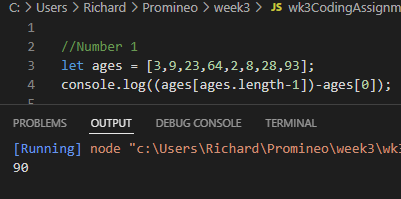 C: > Users > Richard > Promineo > week3 > JS wk3CodingAssignm
1
2 //Number 1
3 let ages = [3,9,23,64,2,8,28,93];
4 console.log((ages[ages.length-1])-ages[0]);
5
PROBLEMS OUTPUT DEBUG CONSOLE TERMINAL
[Running] node "c:\Users\Richard\Promineo\week3\wk3
90